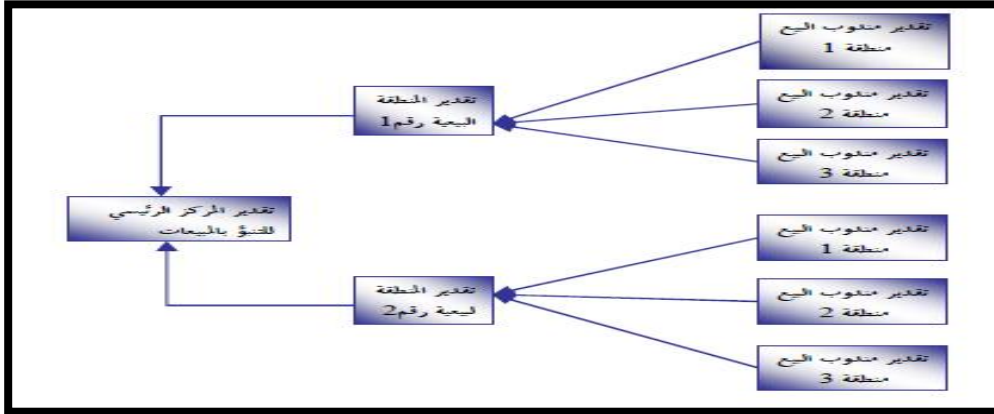 تقدير مندوب البيع
منطقة 1
تقدير مندوب البيع
منطقة 2
تقدير مندوب البيع
منطقة 3
تقدير المنطقة
البيعية رقم1
تقدير المركز الرئيسي
للتنبؤ بالمبيعات
تقدير مندوب البيع
منطقة 1
تقدير مندوب البيع
منطقة 2
تقدير مندوب البيع
منطقة 3
تقدير المنطقة
لبيعية رقم2